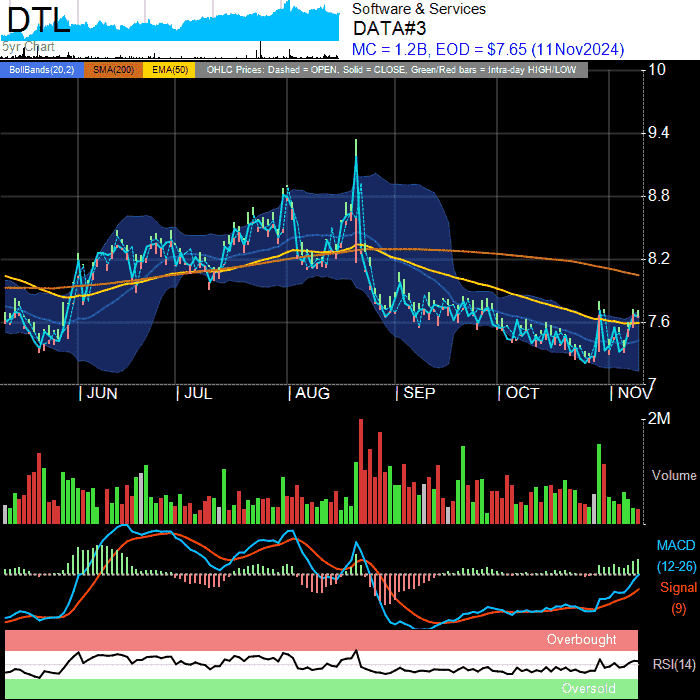 DTL
Software & Services
DATA#3
MC = 1.2B, EOD = $7.65 (11Nov2024)
5yr Chart
BollBands(20,2) SMA(200) EMA(50) OHLC Prices: Dashed = OPEN, Solid = CLOSE, Green/Red bars = Intra-day HIGH/LOW
10
9.4
8.8
8.2
7.6
7
JUN JUL AUG SEP OCT NOV
2M
Volume
MACD
(12-26)
Signal
(9)
Overbought
RSI(14)
Oversold